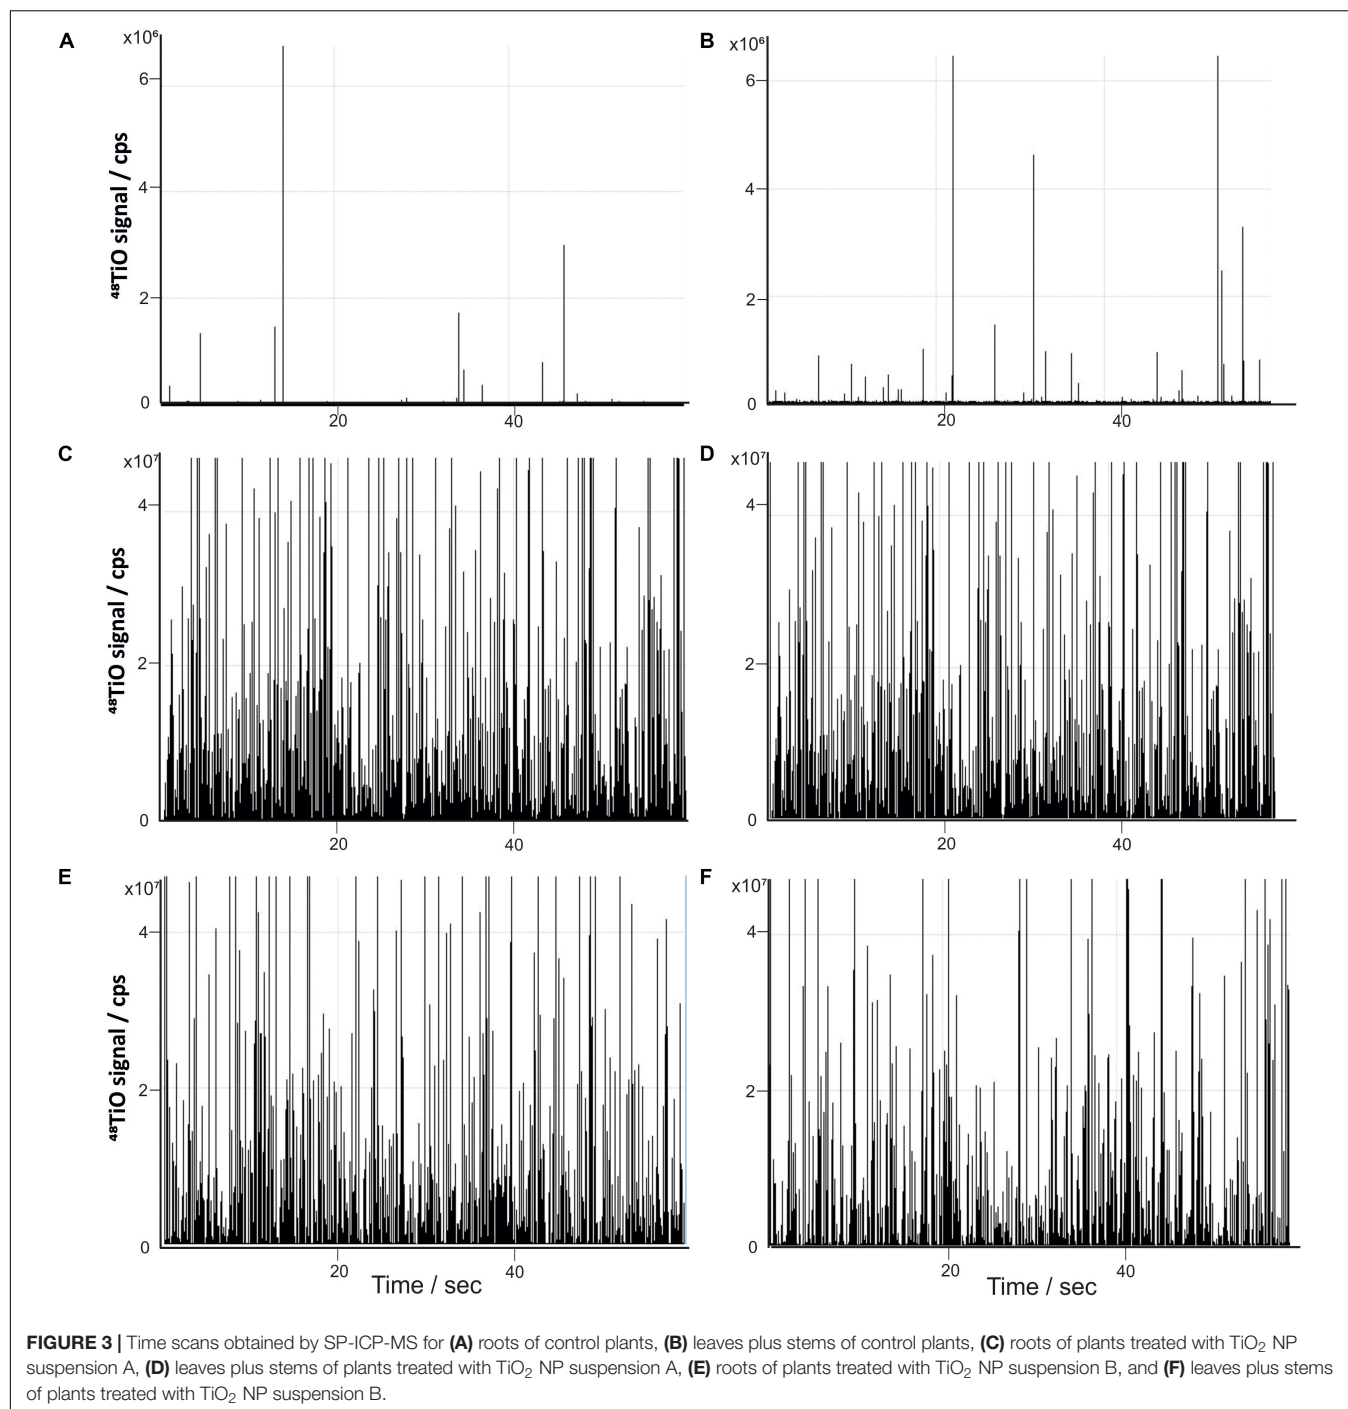 A
x10⁶
6
4
2
0
20
40
⁴⁸TiO signal / cps
B
x10⁶
6
4
2
0
20
40
C
x10⁷
4
2
0
20
40
⁴⁸TiO signal / cps
D
x10⁷
4
2
0
20
40
E
x10⁷
4
2
0
20
40
⁴⁸TiO signal / cps
Time / sec
F
x10⁷
4
2
0
20
40
Time / sec
FIGURE 3 | Time scans obtained by SP-ICP-MS for (A) roots of control plants, (B) leaves plus stems of control plants, (C) roots of plants treated with TiO₂ NP
suspension A, (D) leaves plus stems of plants treated with TiO₂ NP suspension A, (E) roots of plants treated with TiO₂ NP suspension B, and (F) leaves plus stems
of plants treated with TiO₂ NP suspension B.